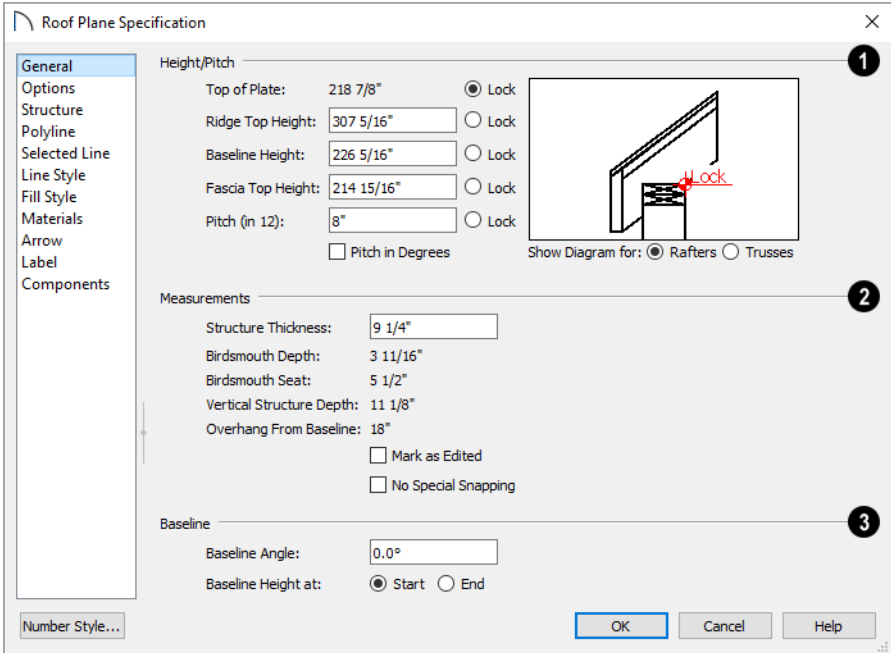 Roof Plane Specification
General
Options
Structure
Polyline
Selected Line
Line Style
Fill Style
Materials
Arrow
Label
Components
Number Style...
Height/Pitch 1
Top of Plate: 218 7/8" Lock
Ridge Top Height: 307 5/16" Lock
Baseline Height: 226 5/16" Lock
Fascia Top Height: 214 15/16" Lock
Pitch (in 12): 8" Lock
Pitch in Degrees
Lock
Show Diagram for: Rafters Trusses
Measurements 2
Structure Thickness: 9 1/4"
Birdsmouth Depth: 3 11/16"
Birdsmouth Seat: 5 1/2"
Vertical Structure Depth: 11 1/8"
Overhang From Baseline: 18"
Mark as Edited
No Special Snapping
Baseline 3
Baseline Angle: 0.0°
Baseline Height at: Start End
OK Cancel Help